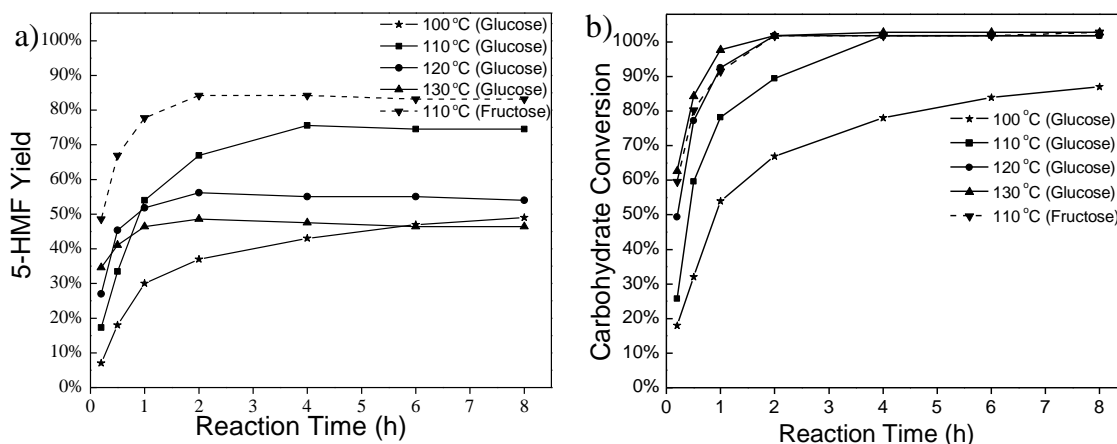 a)
100 °C (Glucose)
110 °C (Glucose)
120 °C (Glucose)
130 °C (Glucose)
110 °C (Fructose)
100%
90%
80%
70%
60%
50%
40%
30%
20%
10%
0%
5-HMF Yield
0 1 2 3 4 5 6 7 8
Reaction Time (h)
b)
100%
90%
80%
70%
60%
50%
40%
30%
20%
10%
0%
Carbohydrate Conversion
100 °C (Glucose)
110 °C (Glucose)
120 °C (Glucose)
130 °C (Glucose)
110 °C (Fructose)
0 1 2 3 4 5 6 7 8
Reaction Time (h)